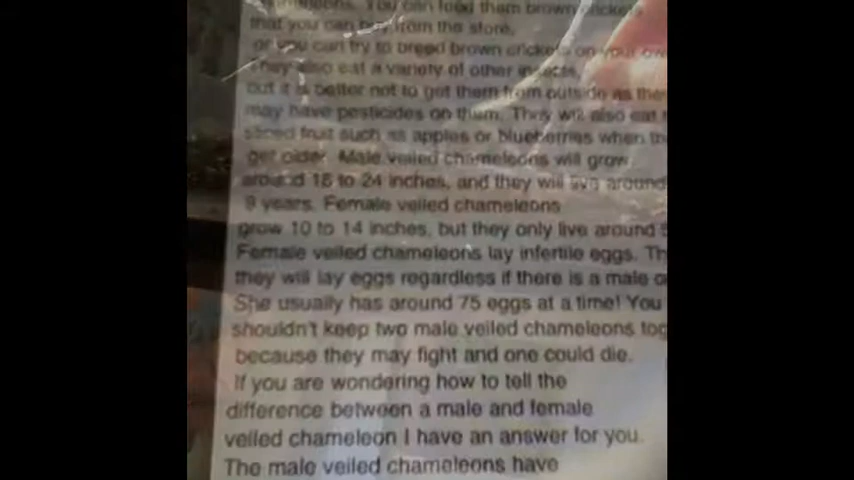 You can feed them brown crickets
that you can buy from the store,
or you can try to breed brown crickets on your own
They also eat a variety of other insects,
but it is better not to get them from outside as they
may have pesticides on them. They will also eat
sliced fruit such as apples or blueberries when the
get older. Male veiled chameleons will grow
around 18 to 24 inches, and they will live around
9 years. Female veiled chameleons
grow 10 to 14 inches, but they only live around 5
Female veiled chameleons lay infertile eggs. Th
they will lay eggs regardless if there is a male o
She usually has around 75 eggs at a time! You
shouldn't keep two male veiled chameleons tog
because they may fight and one could die.
If you are wondering how to tell the
difference between a male and female
veiled chameleon I have an answer for you.
The male veiled chameleons have